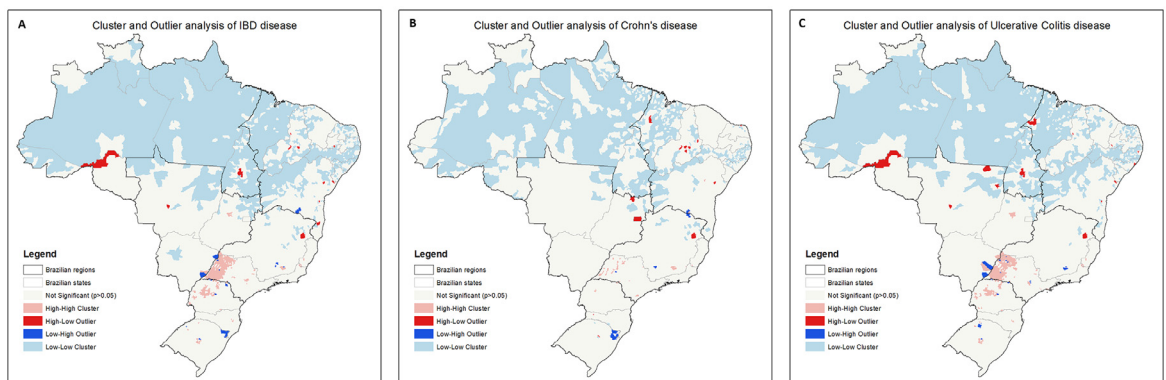 A
Cluster and Outlier analysis of IBD disease
Legend
Brazilian regions
Brazilian states
Not Significant (p>0.05)
High-High Cluster
High-Low Outlier
Low-High Outlier
Low-Low Cluster
B
Cluster and Outlier analysis of Crohn's disease
Legend
Brazilian regions
Brazilian states
Not Significant (p>0.05)
High-High Cluster
High-Low Outlier
Low-High Outlier
Low-Low Cluster
C
Cluster and Outlier analysis of Ulcerative Colitis disease
Legend
Brazilian regions
Brazilian states
Not Significant (p>0.05)
High-High Cluster
High-Low Outlier
Low-High Outlier
Low-Low Cluster